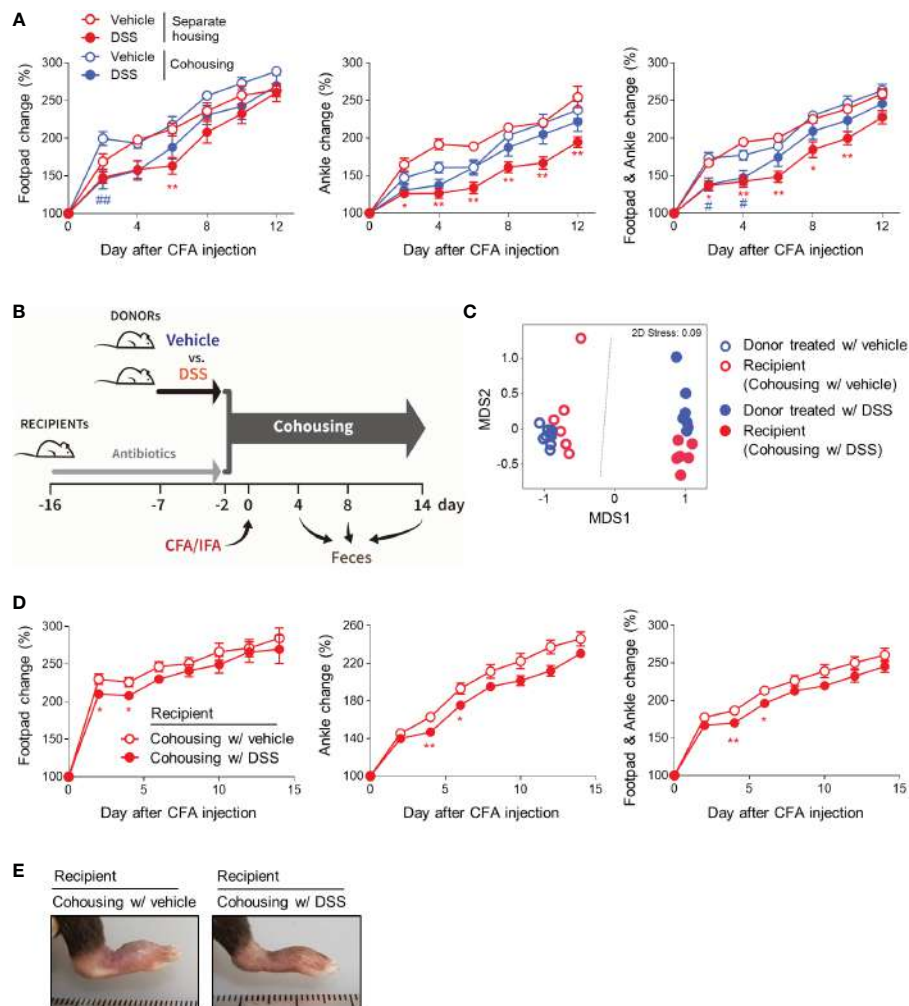 A
Vehicle
DSS
Separate
housing
Vehicle
DSS
Cohousing
Footpad change (%)
300
250
200
150
100
##
**
0
4
8
12
Day after CFA injection
Ankle change (%)
300
250
200
150
100
*
**
**
**
**
**
0
4
8
12
Day after CFA injection
Footpad & Ankle change (%)
300
250
200
150
100
*
**
**
*
**
#
#
0
4
8
12
Day after CFA injection
B
DONORs
Vehicle
vs.
DSS
RECIPIENTs
Antibiotics
Cohousing
-16
-7
-2
0
4
8
14
day
CFA/IFA
Feces
C
2D Stress: 0.09
MDS2
1.0
0.5
0
-0.5
-1
0
1
MDS1
Donor treated w/ vehicle
Recipient
(Cohousing w/ vehicle)
Donor treated w/ DSS
Recipient
(Cohousing w/ DSS)
D
Footpad change (%)
300
250
200
150
100
*
*
Recipient
Cohousing w/ vehicle
Cohousing w/ DSS
0
5
10
15
Day after CFA injection
Ankle change (%)
260
220
180
140
100
**
*
0
5
10
15
Day after CFA injection
Footpad & Ankle change (%)
300
250
200
150
100
**
*
0
5
10
15
Day after CFA injection
E
Recipient
Cohousing w/ vehicle
Recipient
Cohousing w/ DSS